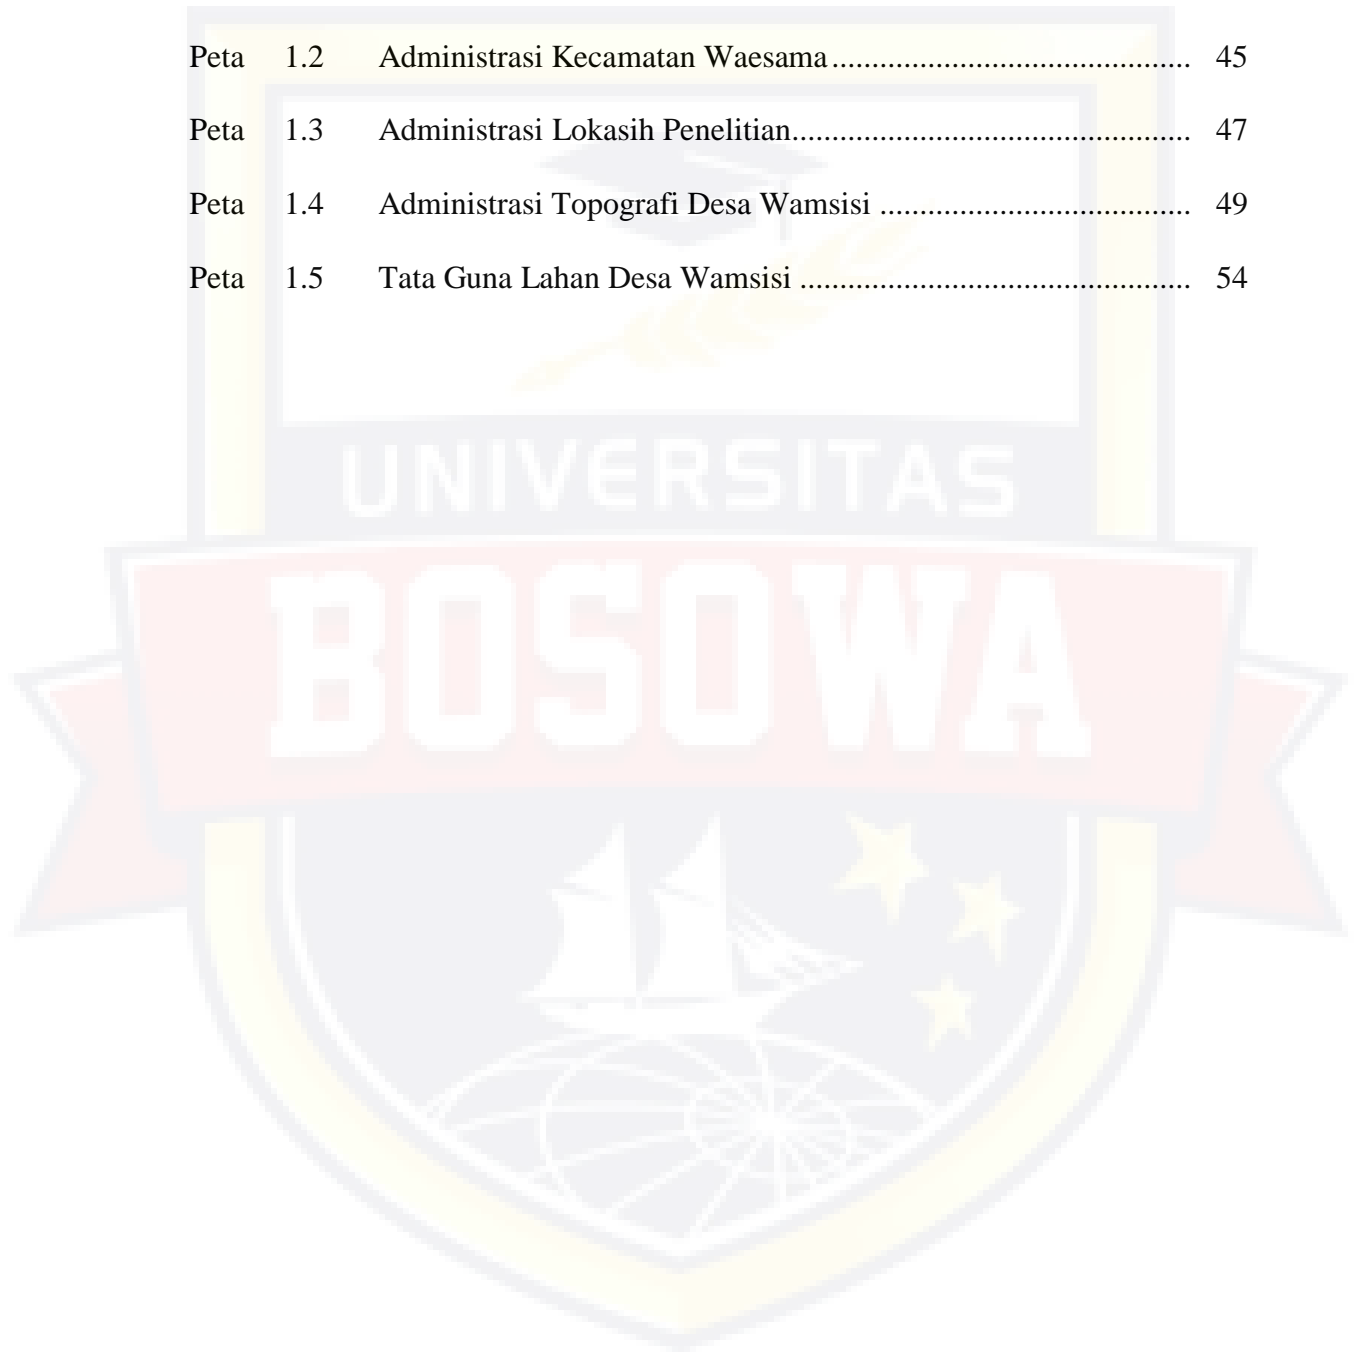 Peta 1.2 Administrasi Kecamatan Waesama ............................................. 45
Peta 1.3 Administrasi Lokasih Penelitian.................................................. 47
Peta 1.4 Administrasi Topografi Desa Wamsisi ....................................... 49
Peta 1.5 Tata Guna Lahan Desa Wamsisi ................................................. 54
UNIVERSITAS
BOSOWA